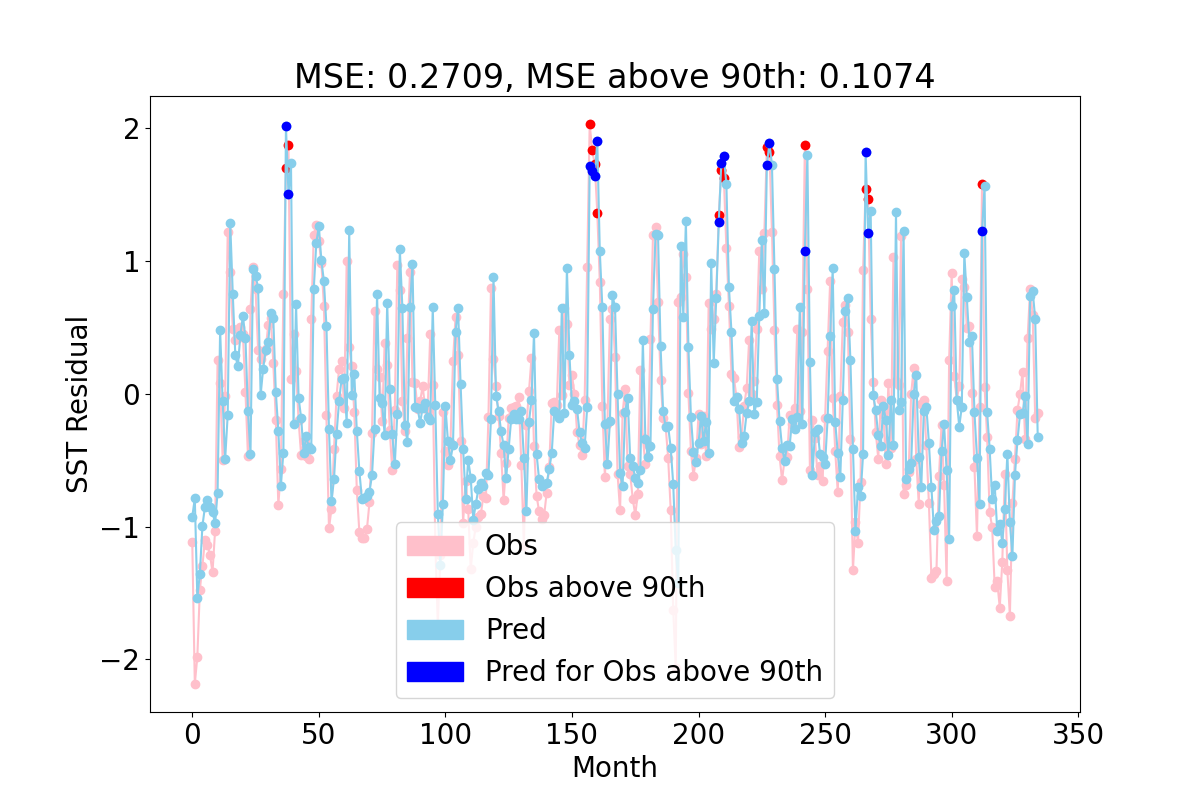 MSE: 0.2709, MSE above 90th: 0.1074
2
1
0
−1
−2
SST Residual
Obs
Obs above 90th
Pred
Pred for Obs above 90th
0 50 100 150 200 250 300 350
Month